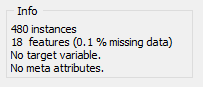 Info
480 instances
18 features (0.1 % missing data)
No target variable.
No meta attributes.